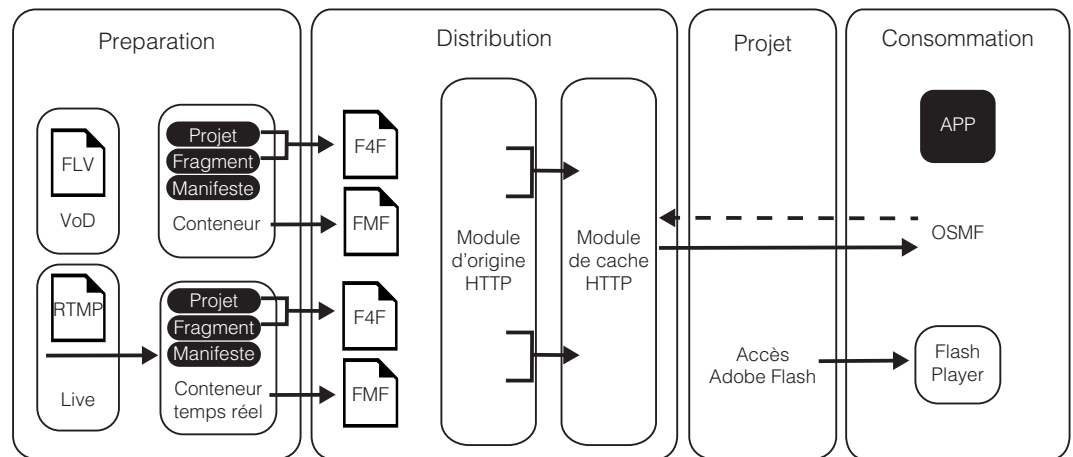 Preparation
FLV
VoD
Projet
Fragment
Manifeste
Conteneur
RTMP
Live
Projet
Fragment
Manifeste
Conteneur
temps réel
Distribution
F4F
FMF
F4F
FMF
Module
d'origine
HTTP
Module
de cache
HTTP
Projet
Accès
Adobe Flash
Consommation
APP
OSMF
Flash
Player